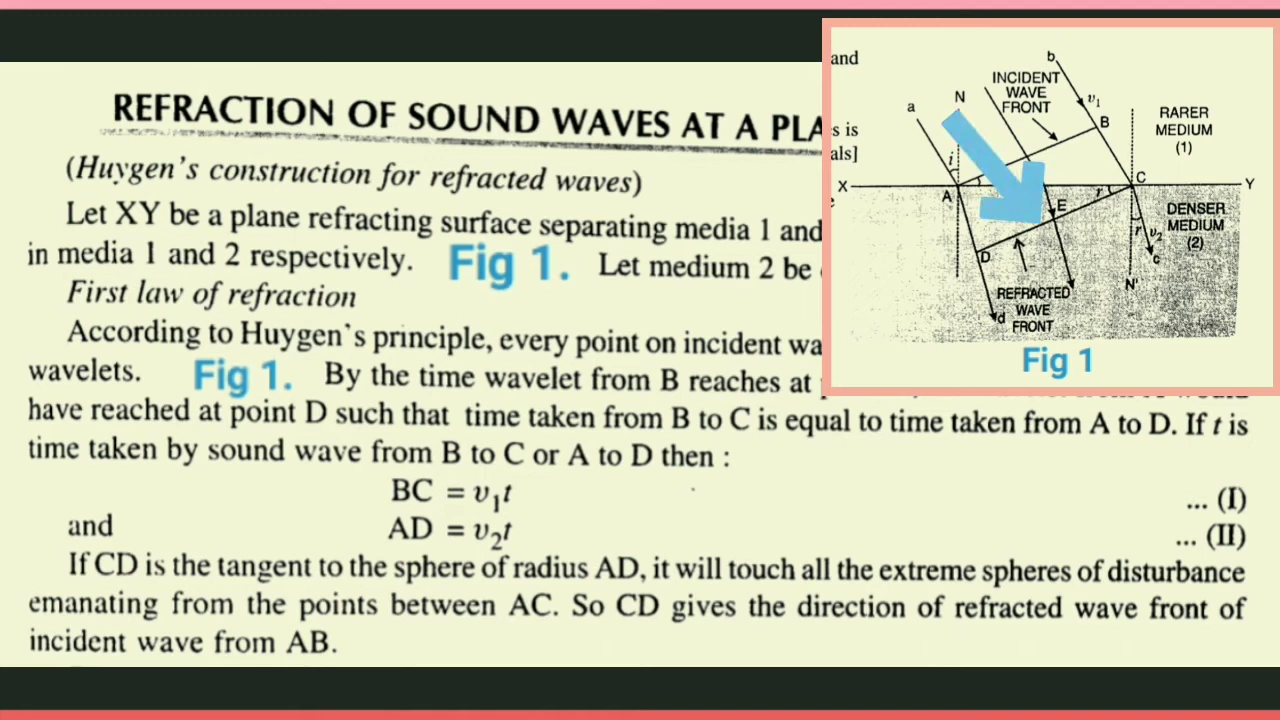 REFRACTION OF SOUND WAVES AT A PLA
(Huygen's construction for refracted waves)
Let XY be a plane refracting surface separating media 1 and
in media 1 and 2 respectively. Fig 1. Let medium 2 be
First law of refraction
According to Huygen's principle, every point on incident wa
wavelets. Fig 1. By the time wavelet from B reaches at
have reached at point D such that time taken from B to C is equal to time taken from A to D. If t is
time taken by sound wave from B to C or A to D then :
BC = υ₁t ... (I)
and AD = υ₂t ... (II)
If CD is the tangent to the sphere of radius AD, it will touch all the extreme spheres of disturbance
emanating from the points between AC. So CD gives the direction of refracted wave front of
incident wave from AB.
and
s is
als]
b
INCIDENT
WAVE
FRONT
a
N
υ₁
B
RARER
MEDIUM
(1)
i
X
A
r
C
Y
E
D
DENSER
MEDIUM
(2)
r
υ₂
c
N'
REFRACTED
WAVE
FRONT
d
Fig 1